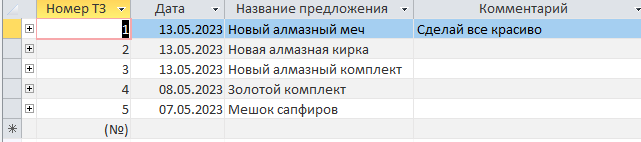 Номер ТЗ Дата Название предложения Комментарий
1 13.05.2023 Новый алмазный меч Сделай все красиво
2 13.05.2023 Новая алмазная кирка
3 13.05.2023 Новый алмазный комплект
4 08.05.2023 Золотой комплект
5 07.05.2023 Мешок сапфиров
(№)